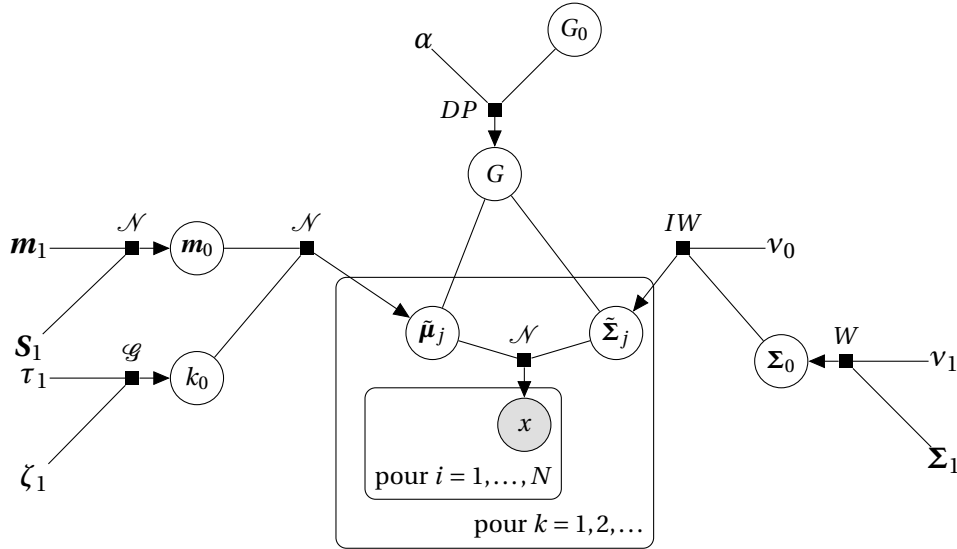 G₀
α
DP
G
𝒩
𝒩
IW
m₁
m₀
ν₀
μ̃ⱼ
𝒩
Σ̃ⱼ
S₁
𝒢
W
τ₁
k₀
Σ₀
ν₁
x
ζ₁
Σ₁
pour i = 1,…,N
pour k = 1,2,…